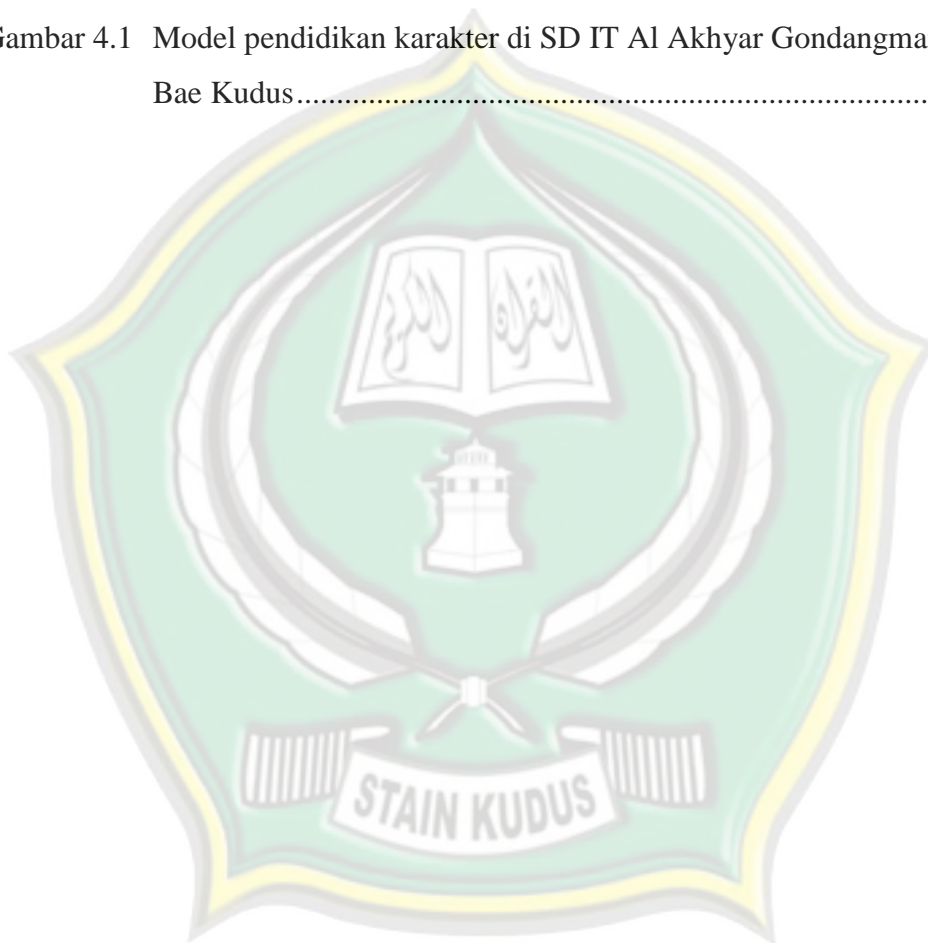 Gambar 4.1 Model pendidikan karakter di SD IT Al Akhyar Gondangma
Bae Kudus................................................................................
STAIN KUDUS